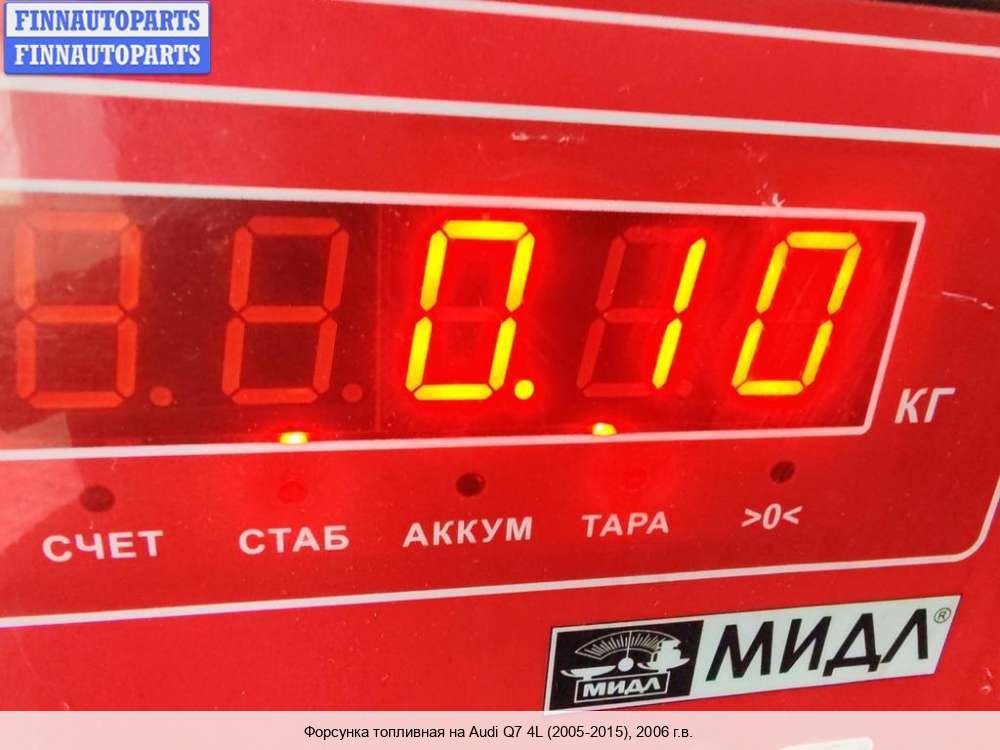 FINNAUTOPARTS
FINNAUTOPARTS
0.10
КГ
СЧЕТ СТАБ АККУМ ТАРА >0<
МИДЛ МИДЛ®
Форсунка топливная на Audi Q7 4L (2005-2015), 2006 г.в.